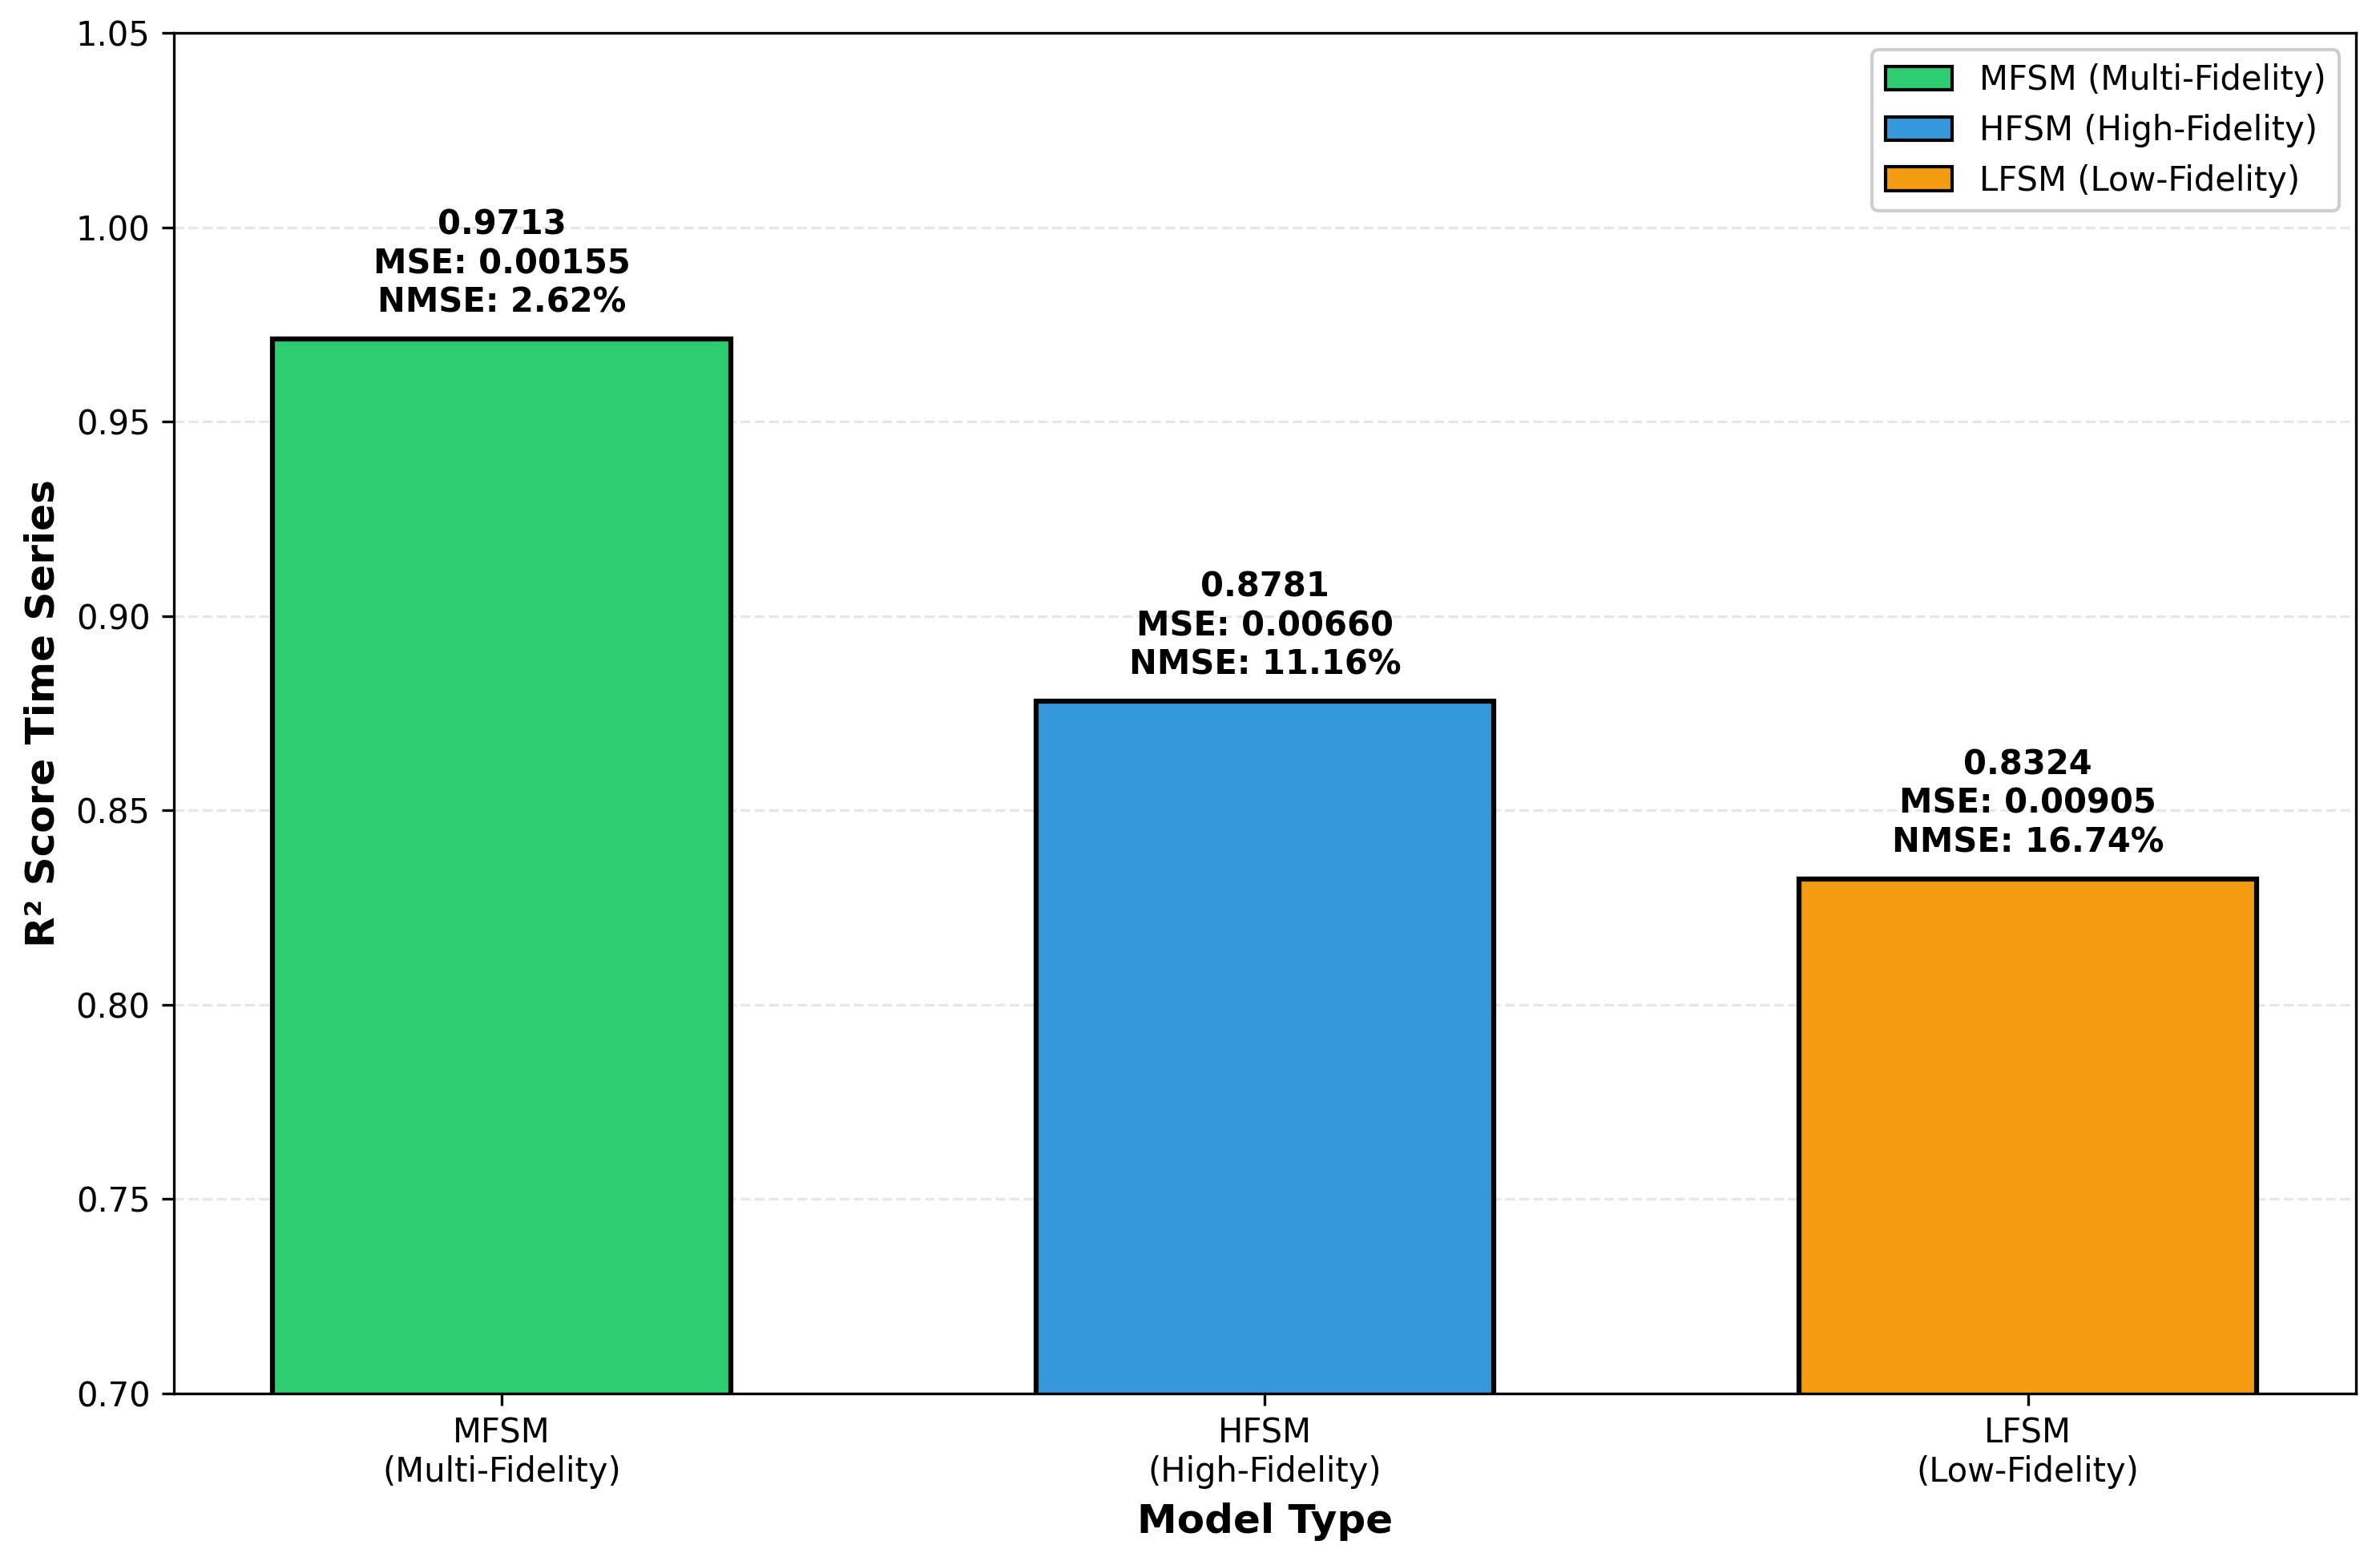 1.05
1.00
0.95
0.90
0.85
0.80
0.75
0.70
R² Score Time Series
MFSM (Multi-Fidelity)
HFSM (High-Fidelity)
LFSM (Low-Fidelity)
0.9713
MSE: 0.00155
NMSE: 2.62%
0.8781
MSE: 0.00660
NMSE: 11.16%
0.8324
MSE: 0.00905
NMSE: 16.74%
MFSM
(Multi-Fidelity)
HFSM
(High-Fidelity)
LFSM
(Low-Fidelity)
Model Type